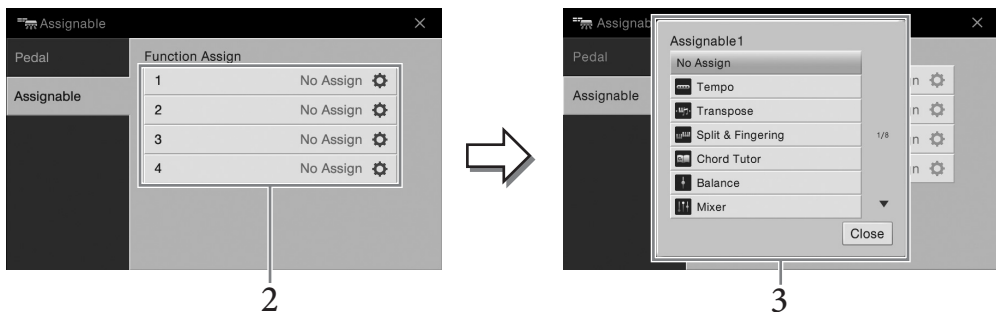 Assignable
Pedal
Assignable
Function Assign
1 No Assign
2 No Assign
3 No Assign
4 No Assign
2
Assignab
Pedal
Assignable
n
n
n
n
Assignable1
No Assign
Tempo
Transpose
Split & Fingering
Chord Tutor
Balance
Mixer
1/8
Close
3